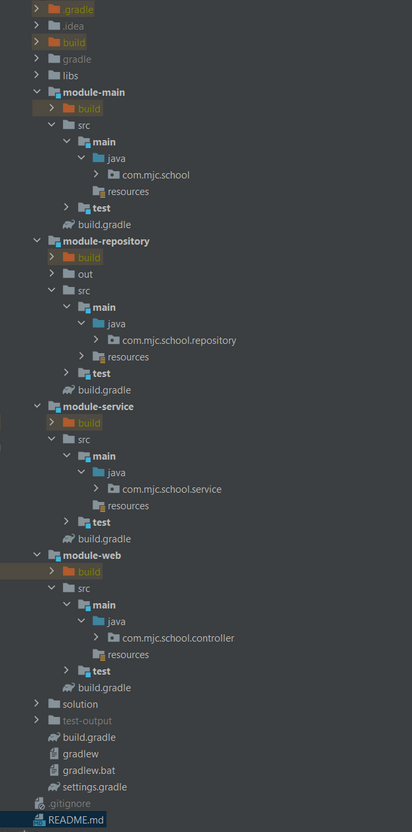 .gradle
.idea
build
gradle
libs
module-main
build
src
main
java
com.mjc.school
resources
test
build.gradle
module-repository
build
out
src
main
java
com.mjc.school.repository
resources
test
build.gradle
module-service
build
src
main
java
com.mjc.school.service
resources
test
build.gradle
module-web
build
src
main
java
com.mjc.school.controller
resources
test
build.gradle
solution
test-output
build.gradle
gradlew
gradlew.bat
settings.gradle
.gitignore
README.md